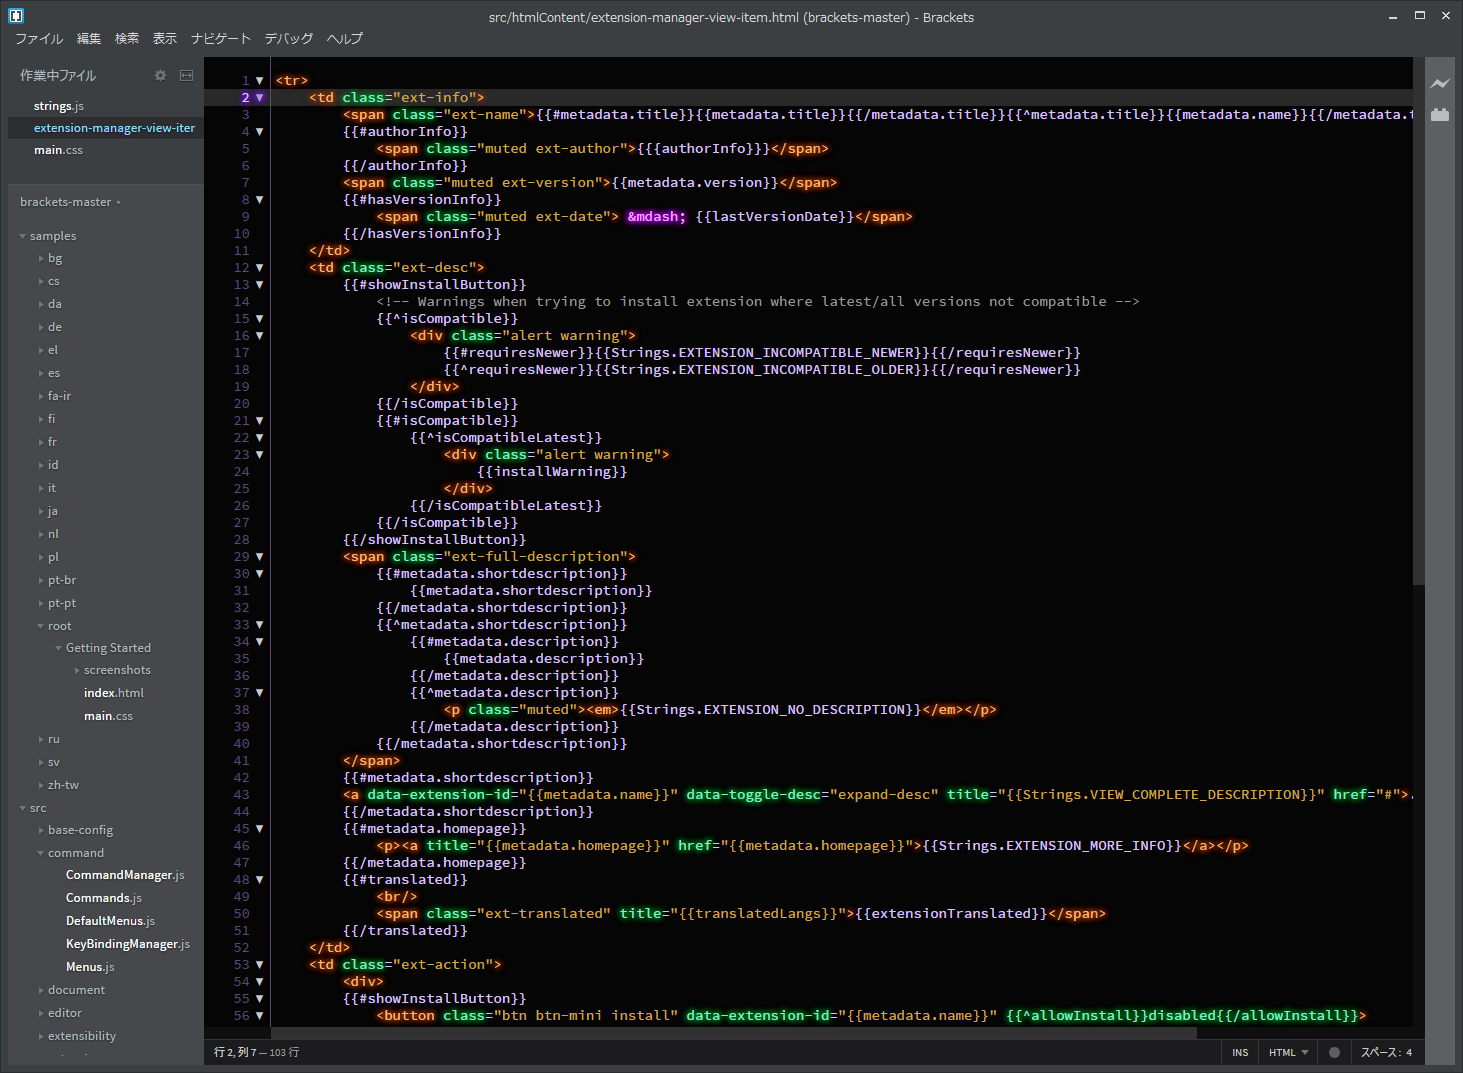 src/htmlContent/extension-manager-view-item.html (brackets-master) - Brackets
ファイル 編集 検索 表示 ナビゲート デバッグ ヘルプ
作業中ファイル
strings.js
extension-manager-view-iter
main.css
brackets-master
samples
bg
cs
da
de
el
es
fa-ir
fi
fr
id
it
ja
nl
pl
pt-br
pt-pt
root
Getting Started
screenshots
index.html
main.css
ru
sv
zh-tw
src
base-config
command
CommandManager.js
Commands.js
DefaultMenus.js
KeyBindingManager.js
Menus.js
document
editor
extensibility
1 <tr>
2 <td class="ext-info">
3 <span class="ext-name">{{#metadata.title}}{{metadata.title}}{{/metadata.title}}{{^metadata.title}}{{metadata.name}}{{/metadata.t
4 {{#authorInfo}}
5 <span class="muted ext-author">{{{authorInfo}}}</span>
6 {{/authorInfo}}
7 <span class="muted ext-version">{{metadata.version}}</span>
8 {{#hasVersionInfo}}
9 <span class="muted ext-date"> &mdash; {{lastVersionDate}}</span>
10 {{/hasVersionInfo}}
11 </td>
12 <td class="ext-desc">
13 {{#showInstallButton}}
14 <!-- Warnings when trying to install extension where latest/all versions not compatible -->
15 {{^isCompatible}}
16 <div class="alert warning">
17 {{#requiresNewer}}{{Strings.EXTENSION_INCOMPATIBLE_NEWER}}{{/requiresNewer}}
18 {{^requiresNewer}}{{Strings.EXTENSION_INCOMPATIBLE_OLDER}}{{/requiresNewer}}
19 </div>
20 {{/isCompatible}}
21 {{#isCompatible}}
22 {{^isCompatibleLatest}}
23 <div class="alert warning">
24 {{installWarning}}
25 </div>
26 {{/isCompatibleLatest}}
27 {{/isCompatible}}
28 {{/showInstallButton}}
29 <span class="ext-full-description">
30 {{#metadata.shortdescription}}
31 {{metadata.shortdescription}}
32 {{/metadata.shortdescription}}
33 {{^metadata.shortdescription}}
34 {{#metadata.description}}
35 {{metadata.description}}
36 {{/metadata.description}}
37 {{^metadata.description}}
38 <p class="muted"><em>{{Strings.EXTENSION_NO_DESCRIPTION}}</em></p>
39 {{/metadata.description}}
40 {{/metadata.shortdescription}}
41 </span>
42 {{#metadata.shortdescription}}
43 <a data-extension-id="{{metadata.name}}" data-toggle-desc="expand-desc" title="{{Strings.VIEW_COMPLETE_DESCRIPTION}}" href="#">.
44 {{/metadata.shortdescription}}
45 {{#metadata.homepage}}
46 <p><a title="{{metadata.homepage}}" href="{{metadata.homepage}}">{{Strings.EXTENSION_MORE_INFO}}</a></p>
47 {{/metadata.homepage}}
48 {{#translated}}
49 <br/>
50 <span class="ext-translated" title="{{translatedLangs}}">{{extensionTranslated}}</span>
51 {{/translated}}
52 </td>
53 <td class="ext-action">
54 <div>
55 {{#showInstallButton}}
56 <button class="btn btn-mini install" data-extension-id="{{metadata.name}}" {{^allowInstall}}disabled{{/allowInstall}}>
行 2, 列 7 — 103 行
INS HTML スペース: 4